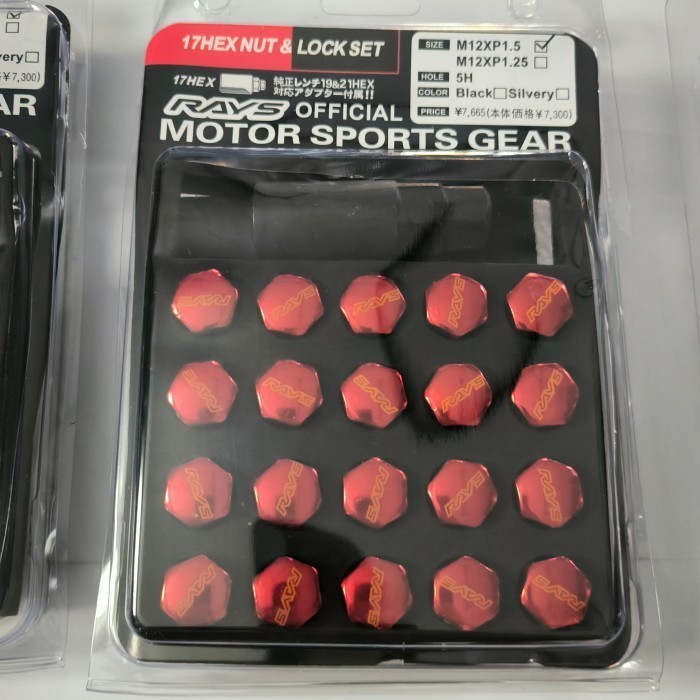 17HEX NUT & LOCK SET
SIZE M12XP1.5
M12XP1.25
HOLE 5H
COLOR Black Silvery
PRICE ¥7,665(本体価格¥7,300)
17HEX 純正レンチ19&21HEX
対応アダプター付属!!
RAYS OFFICIAL
MOTOR SPORTS GEAR
RAYS RAYS RAYS RAYS RAYS
RAYS RAYS RAYS RAYS RAYS
RAYS RAYS RAYS RAYS RAYS
RAYS RAYS RAYS RAYS RAYS
ilvery
¥7,300)
AR